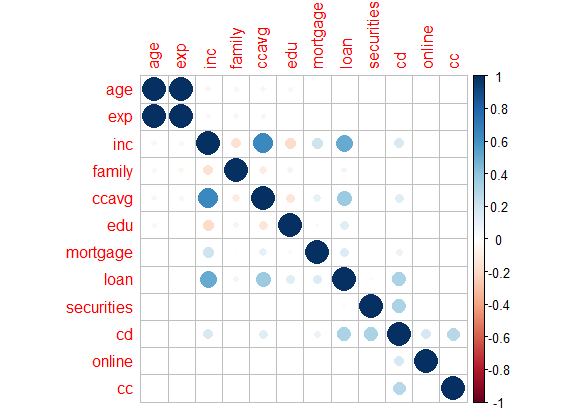 age exp inc family ccavg edu mortgage loan securities cd online cc
age
exp
inc
family
ccavg
edu
mortgage
loan
securities
cd
online
cc
1
0.8
0.6
0.4
0.2
0
-0.2
-0.4
-0.6
-0.8
-1